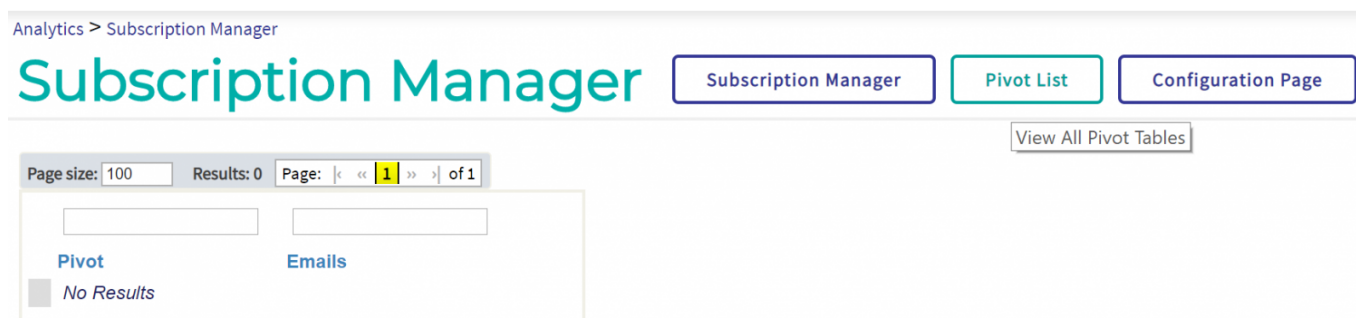 Analytics > Subscription Manager
Subscription Manager
Subscription Manager
Pivot List
Configuration Page
View All Pivot Tables
Page size: 100 Results: 0 Page: |‹ « 1 » ›| of 1
Pivot Emails
No Results